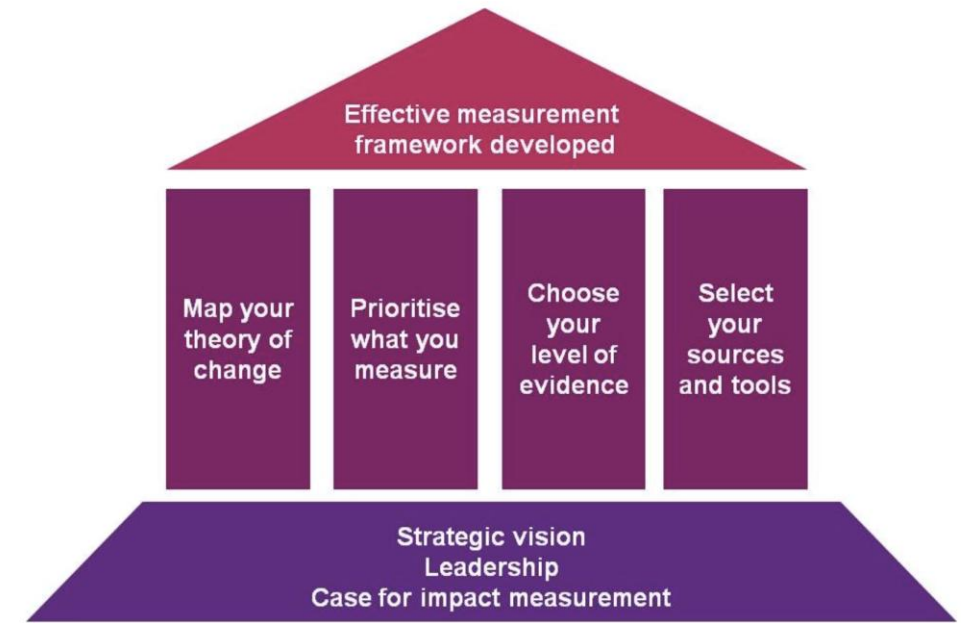 Effective measurement
framework developed
Map your
theory of
change
Prioritise
what you
measure
Choose
your
level of
evidence
Select
your
sources
and tools
Strategic vision
Leadership
Case for impact measurement